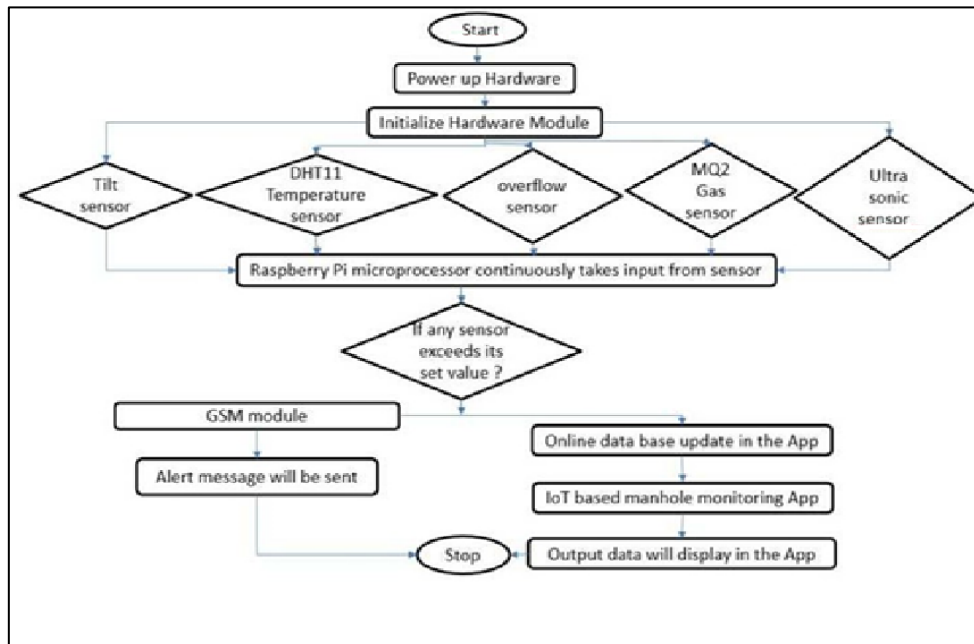 Start
Power up Hardware
Initialize Hardware Module
Tilt
sensor
DHT11
Temperature
sensor
overflow
sensor
MQ2
Gas
sensor
Ultra
sonic
sensor
Raspberry Pi microprocessor continuously takes input from sensor
If any sensor
exceeds its
set value ?
GSM module
Online data base update in the App
Alert message will be sent
IoT based manhole monitoring App
Stop
Output data will display in the App